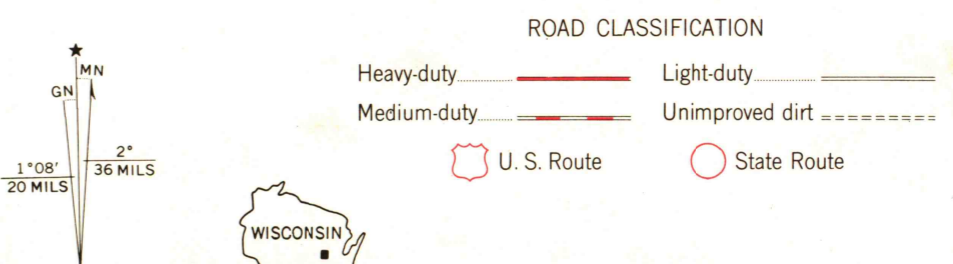 ROAD CLASSIFICATION
Heavy-duty
Light-duty
Medium-duty
Unimproved dirt
U. S. Route
State Route
MN
GN
1°08'
20 MILS
2°
36 MILS
WISCONSIN